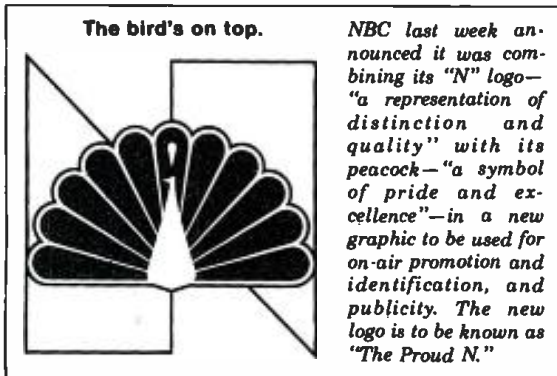 The bird's on top.
NBC last week an-
nounced it was com-
bining its "N" logo—
"a representation of
distinction and
quality" with its
peacock—"a symbol
of pride and ex-
cellence"—in a new
graphic to be used for
on-air promotion and
identification, and
publicity. The new
logo is to be known as
"The Proud N."